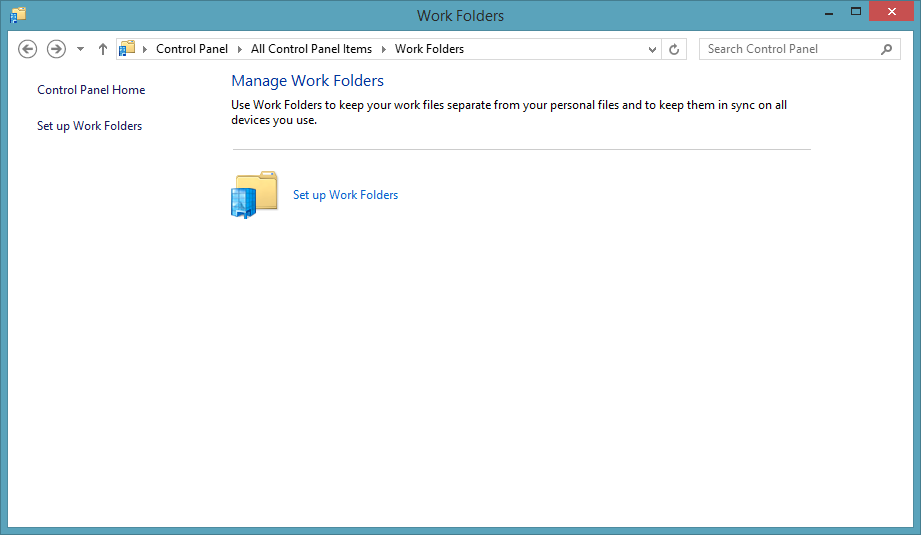 Work Folders
Control Panel All Control Panel Items Work Folders
Search Control Panel
Control Panel Home
Set up Work Folders
Manage Work Folders
Use Work Folders to keep your work files separate from your personal files and to keep them in sync on all
devices you use.
Set up Work Folders